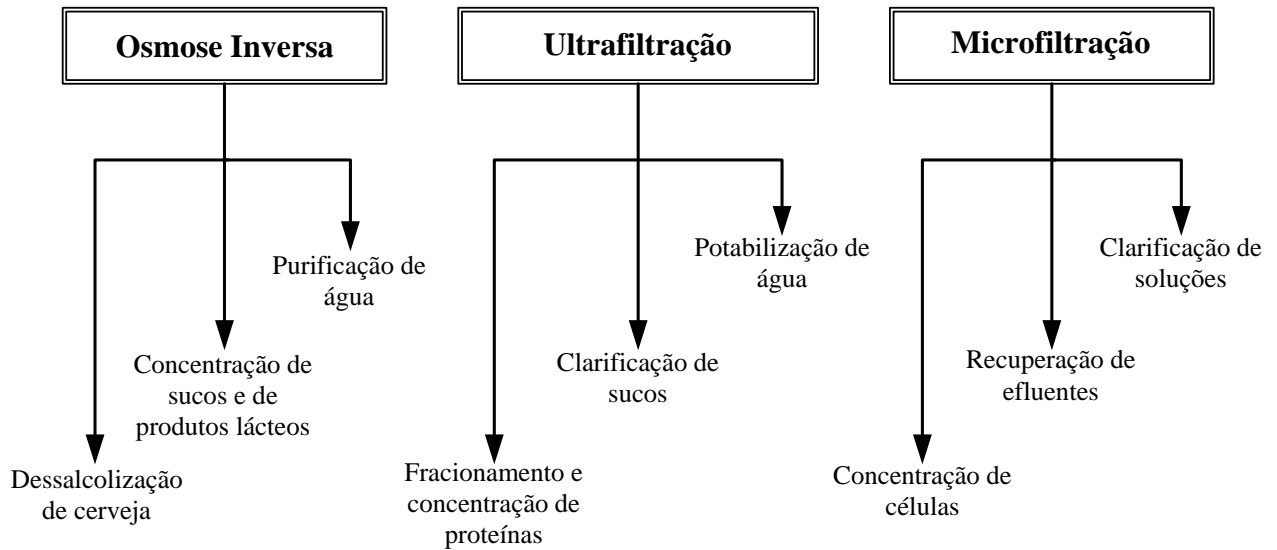 Osmose Inversa
Ultrafiltração
Microfiltração
Purificação de
água
Concentração de
sucos e de
produtos lácteos
Dessalcolização
de cerveja
Potabilização de
água
Clarificação de
sucos
Fracionamento e
concentração de
proteínas
Clarificação de
soluções
Recuperação de
efluentes
Concentração de
células